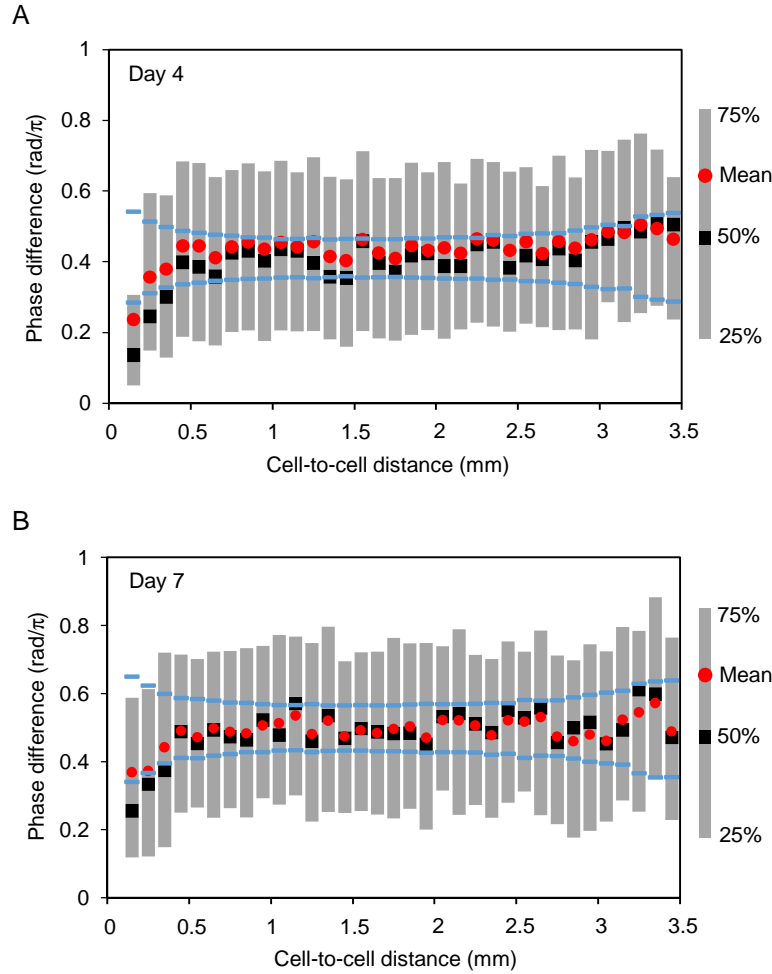 A
Day 4
Phase difference (rad/π)
1
0.8
0.6
0.4
0.2
0
0 0.5 1 1.5 2 2.5 3 3.5
Cell-to-cell distance (mm)
75%
Mean
50%
25%
B
Day 7
Phase difference (rad/π)
1
0.8
0.6
0.4
0.2
0
0 0.5 1 1.5 2 2.5 3 3.5
Cell-to-cell distance (mm)
75%
Mean
50%
25%